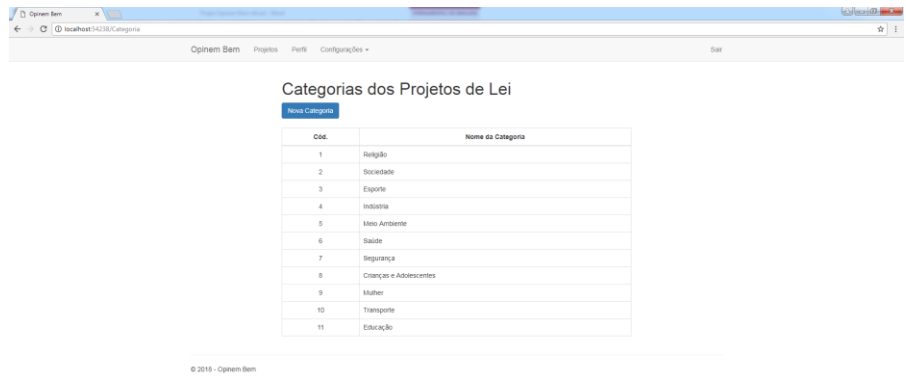 Opinem Bem
localhost:54238/Categoria
Opinem Bem Projetos Perfil Configurações Sair
Categorias dos Projetos de Lei
Nova Categoria
Cód. Nome da Categoria
1 Religião
2 Sociedade
3 Esporte
4 Indústria
5 Meio Ambiente
6 Saúde
7 Segurança
8 Crianças e Adolescentes
9 Mulher
10 Transporte
11 Educação
© 2018 - Opinem Bem